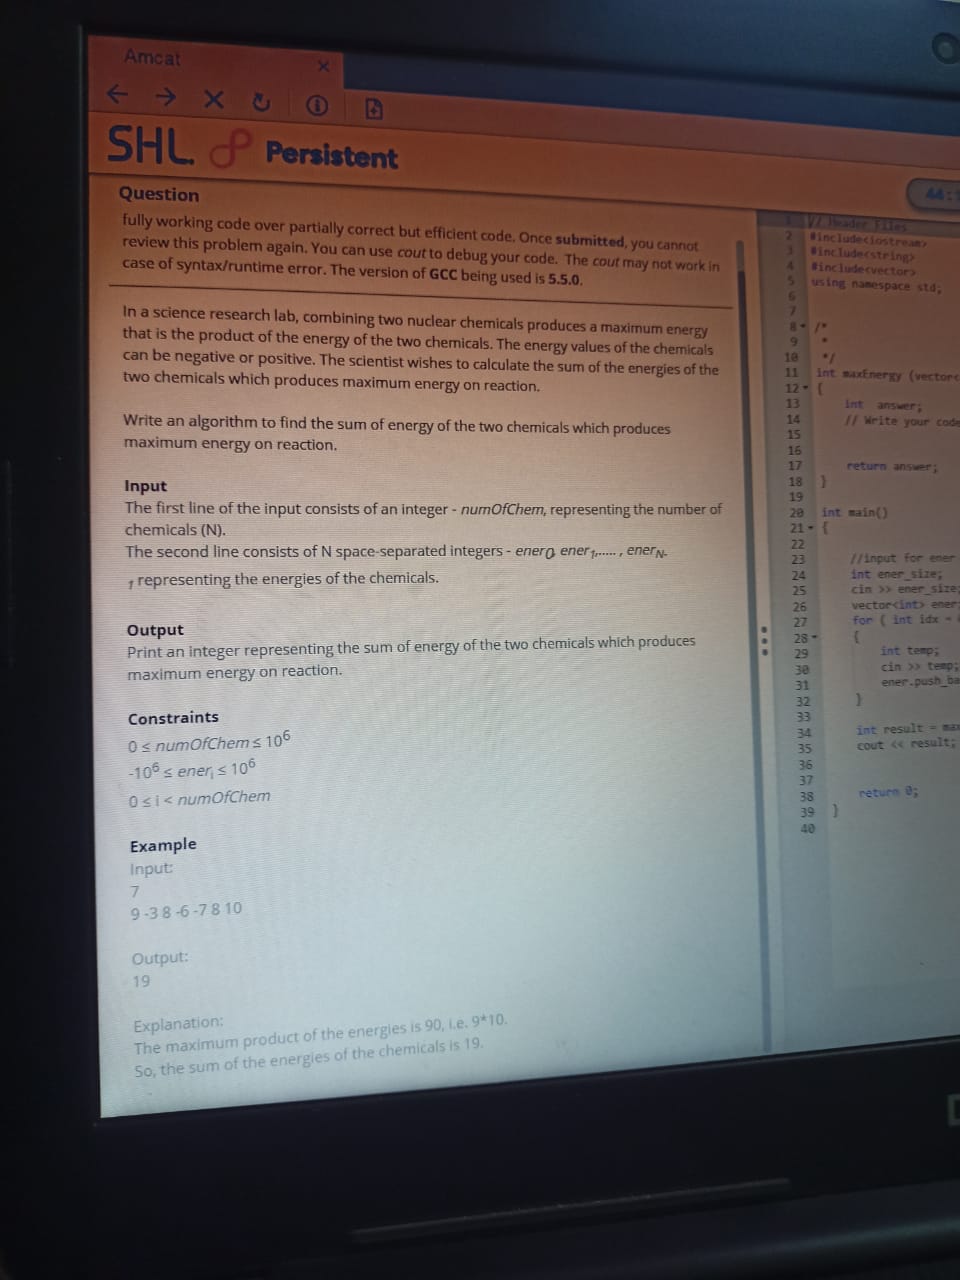 Amcat
SHL. Persistent
Question
44:
fully working code over partially correct but efficient code. Once submitted, you cannot
review this problem again. You can use cout to debug your code. The cout may not work in
case of syntax/runtime error. The version of GCC being used is 5.5.0.
In a science research lab, combining two nuclear chemicals produces a maximum energy
that is the product of the energy of the two chemicals. The energy values of the chemicals
can be negative or positive. The scientist wishes to calculate the sum of the energies of the
two chemicals which produces maximum energy on reaction.
Write an algorithm to find the sum of energy of the two chemicals which produces
maximum energy on reaction.
Input
The first line of the input consists of an integer - numOfChem, representing the number of
chemicals (N).
The second line consists of N space-separated integers - ener0, ener1,...... , enerN-
1 representing the energies of the chemicals.
Output
Print an integer representing the sum of energy of the two chemicals which produces
maximum energy on reaction.
Constraints
0 ≤ numOfChem ≤ 10^6
-10^6 ≤ eneri ≤ 10^6
0 ≤ i < numOfChem
Example
Input:
7
9 -3 8 -6 -7 8 10
Output:
19
Explanation:
The maximum product of the energies is 90, i.e. 9*10.
So, the sum of the energies of the chemicals is 19.
1 // Header Files
2 #include<iostream>
3 #include<string>
4 #include<vector>
5 using namespace std;
6
7
8 /*
9 *
10 */
11 int maxEnergy (vector<
12 {
13 int answer;
14 // Write your code
15
16
17 return answer;
18 }
19
20 int main()
21 {
22
23 //input for ener
24 int ener_size;
25 cin >> ener_size;
26 vector<int> ener;
27 for ( int idx =
28 {
29 int temp;
30 cin >> temp;
31 ener.push_ba
32 }
33
34 int result = max
35 cout << result;
36
37
38 return 0;
39 }
40